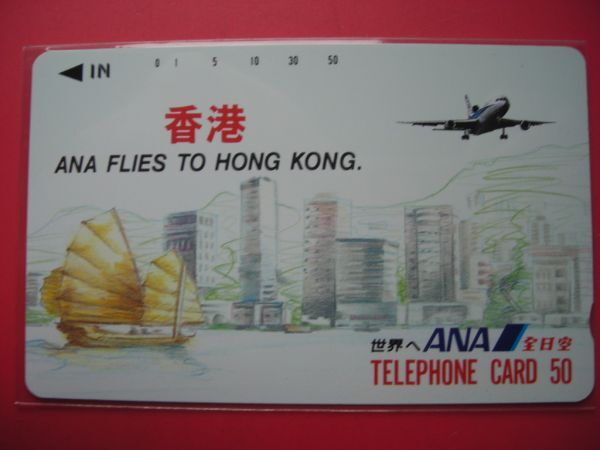 ◀IN 0 1 5 10 30 50
香港
ANA FLIES TO HONG KONG.
世界へ ANA 全日空
TELEPHONE CARD 50